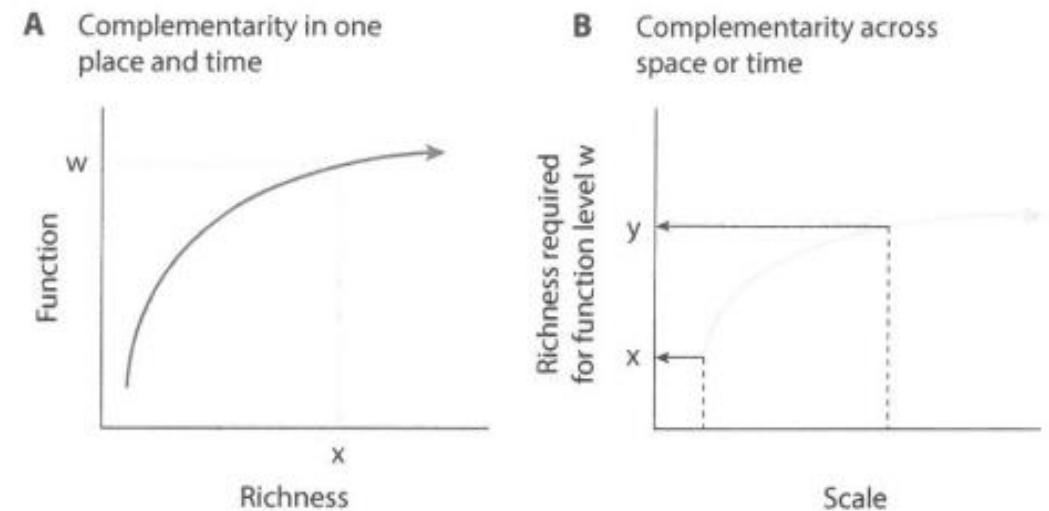 A Complementarity in one
place and time
w
Function
x
Richness
B Complementarity across
space or time
Richness required
for function level w
y
x
Scale